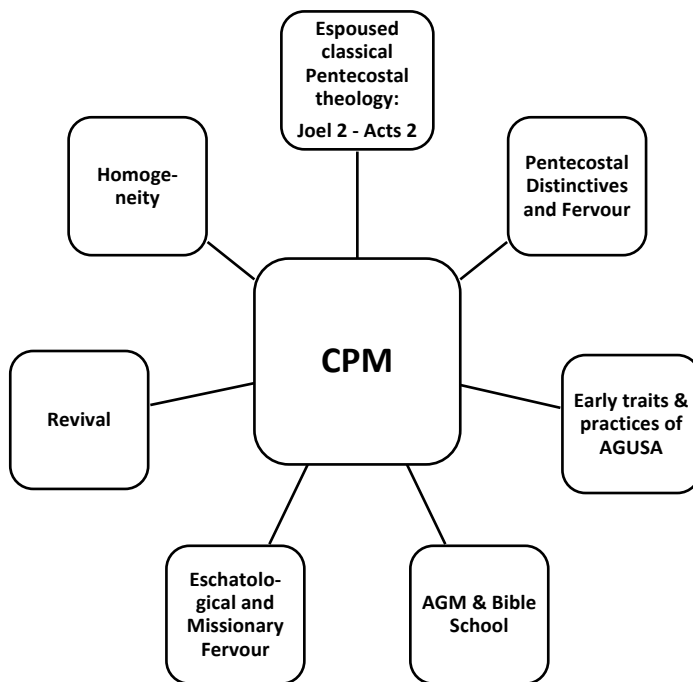 Espoused
classical
Pentecostal
theology:
Joel 2 - Acts 2
Pentecostal
Distinctives
and Fervour
Early traits &
practices of
AGUSA
AGM & Bible
School
Eschatolo-
gical and
Missionary
Fervour
Revival
Homoge-
neity
CPM